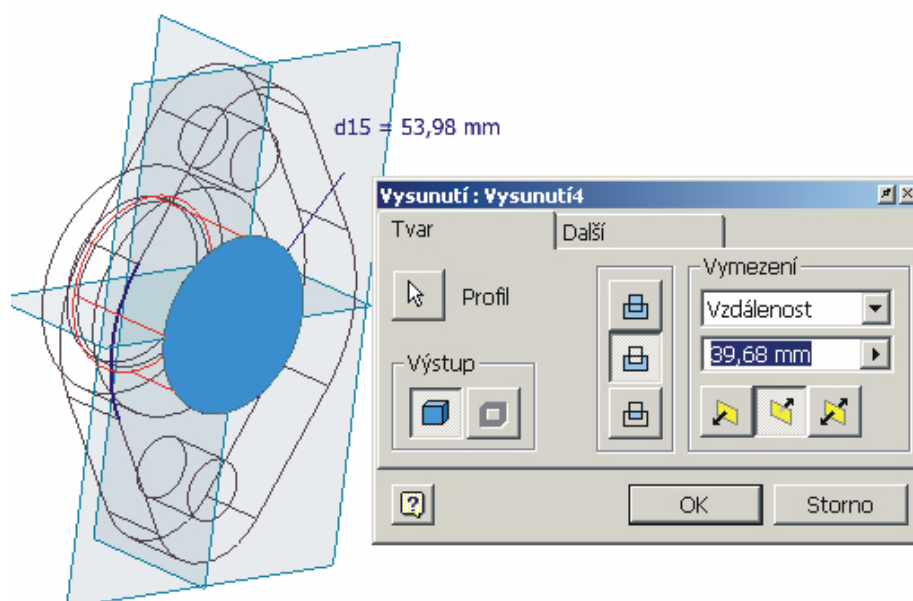 d15 = 53,98 mm
Vysunutí : Vysunutí4
Tvar
Další
Profil
Výstup
Vymezení
Vzdálenost
39,68 mm
OK
Storno